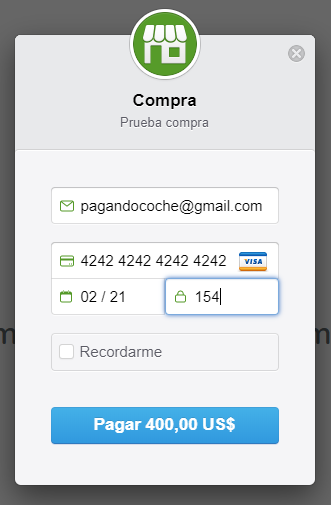 Compra
Prueba compra
pagandocoche@gmail.com
4242 4242 4242 4242 VISA
02 / 21 154
Recordarme
Pagar 400,00 US$